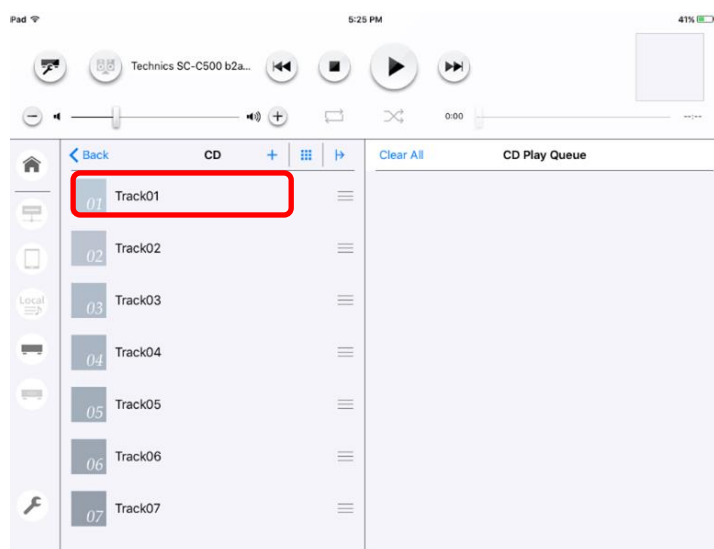 iPad 5:25 PM 41%
Technics SC-C500 b2a...
0:00 --:--
Back CD + Clear All CD Play Queue
01 Track01
02 Track02
Local
03 Track03
04 Track04
05 Track05
06 Track06
07 Track07